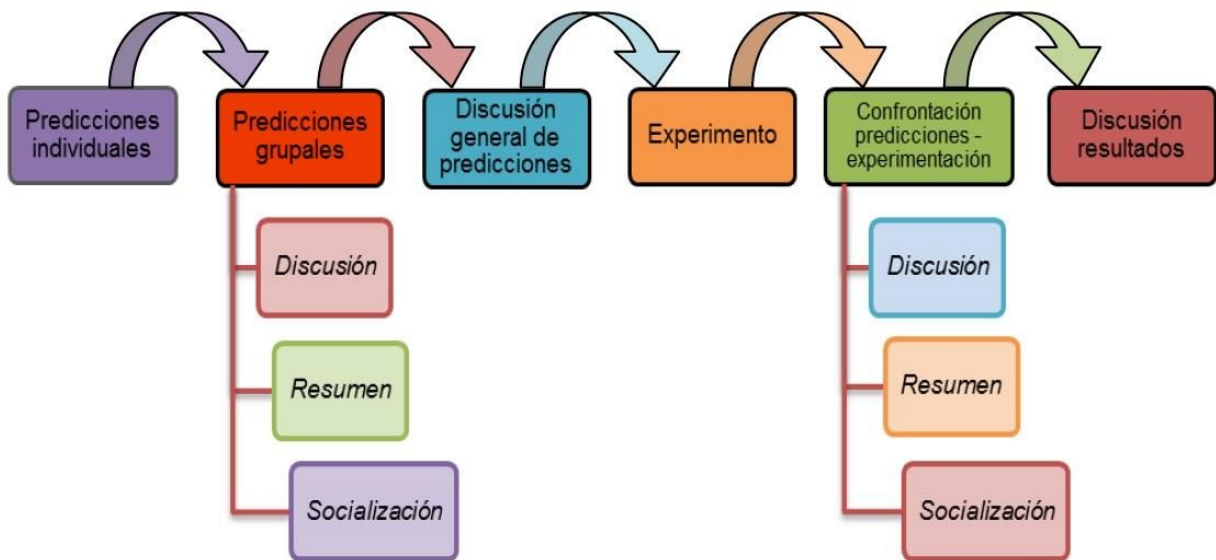 Predicciones
individuales
Predicciones
grupales
Discusión
general de
predicciones
Experimento
Confrontación
predicciones -
experimentación
Discusión
resultados
Discusión
Resumen
Socialización
Discusión
Resumen
Socialización